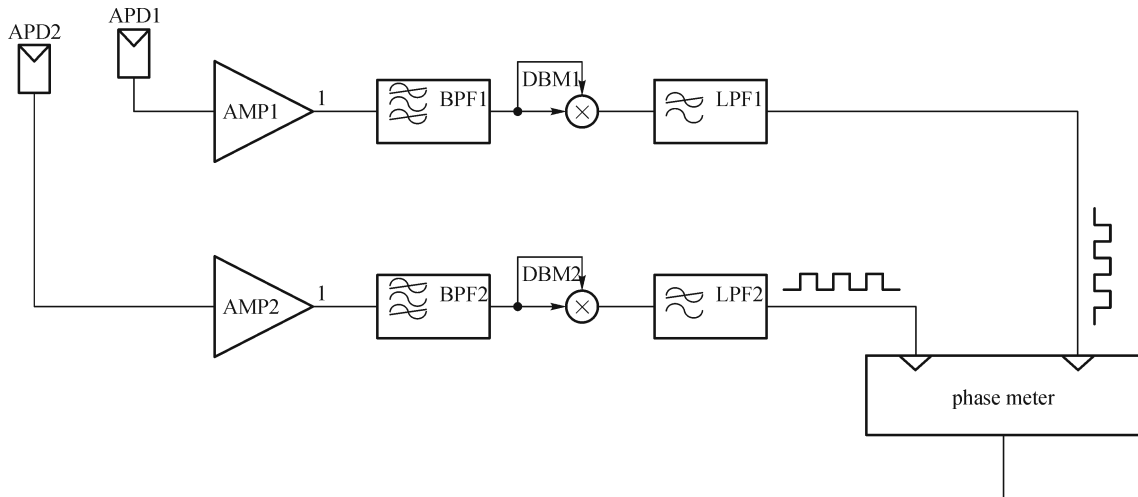 APD2
APD1
AMP1
1
BPF1
DBM1
LPF1
AMP2
1
BPF2
DBM2
LPF2
phase meter